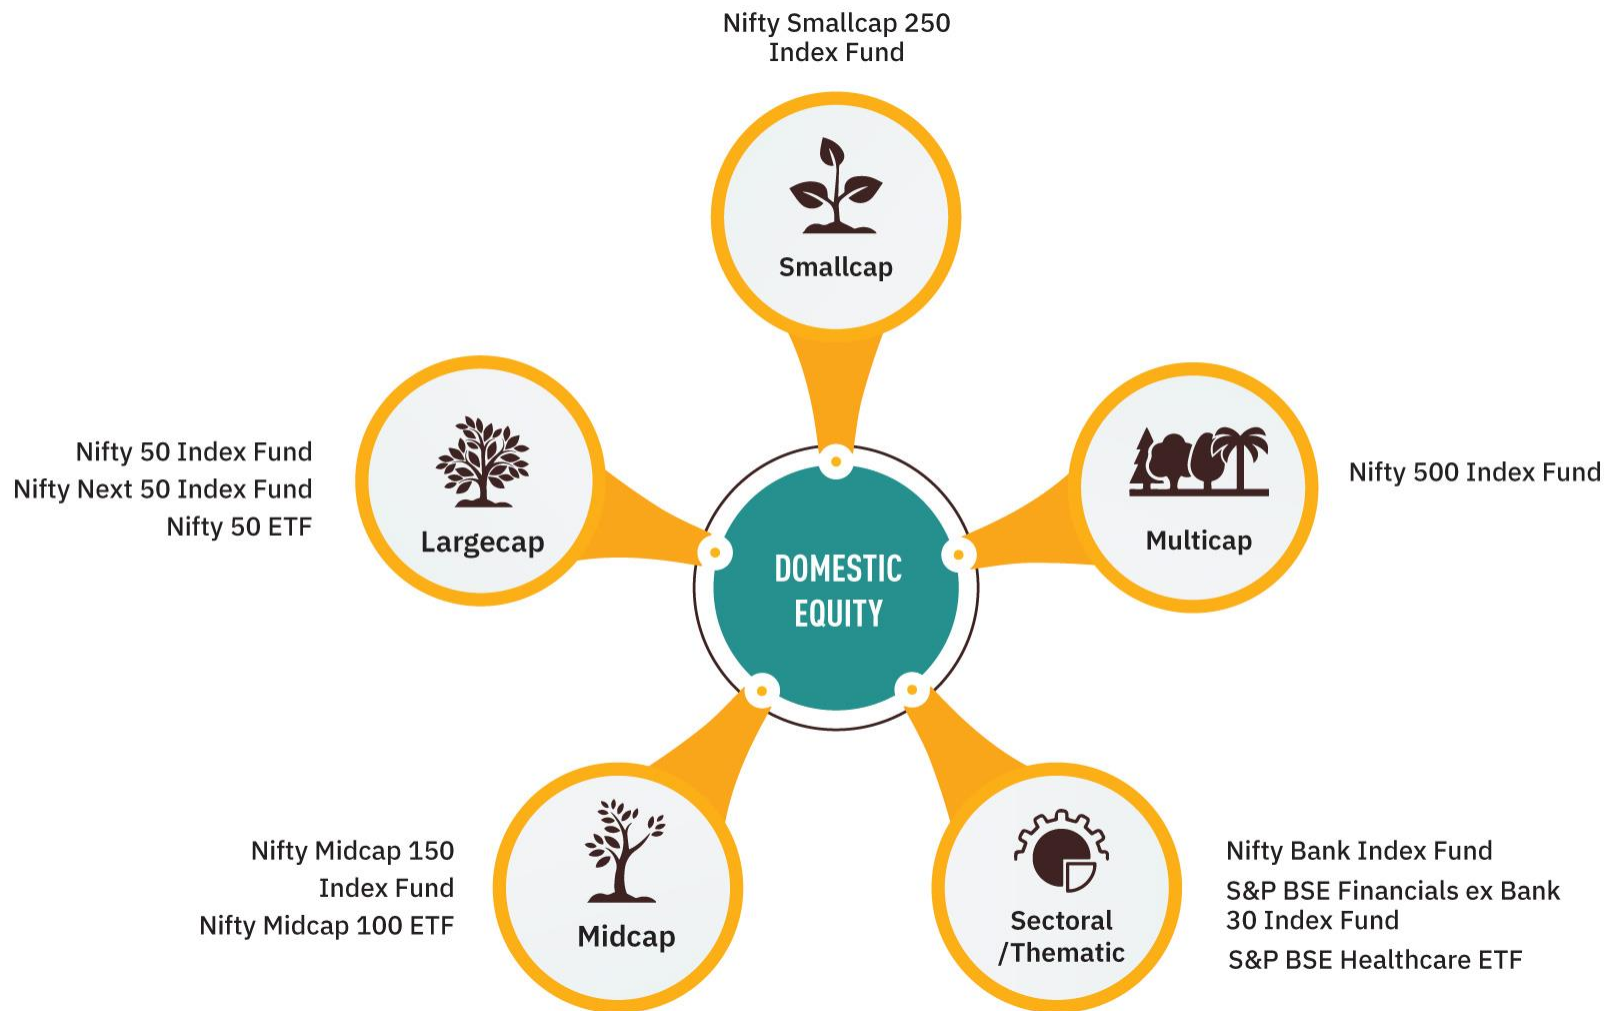 Nifty Smallcap 250
Index Fund
Smallcap
Nifty 50 Index Fund
Nifty Next 50 Index Fund
Nifty 50 ETF
Largecap
Multicap
Nifty 500 Index Fund
DOMESTIC
EQUITY
Nifty Midcap 150
Index Fund
Nifty Midcap 100 ETF
Midcap
Sectoral
/Thematic
Nifty Bank Index Fund
S&P BSE Financials ex Bank
30 Index Fund
S&P BSE Healthcare ETF